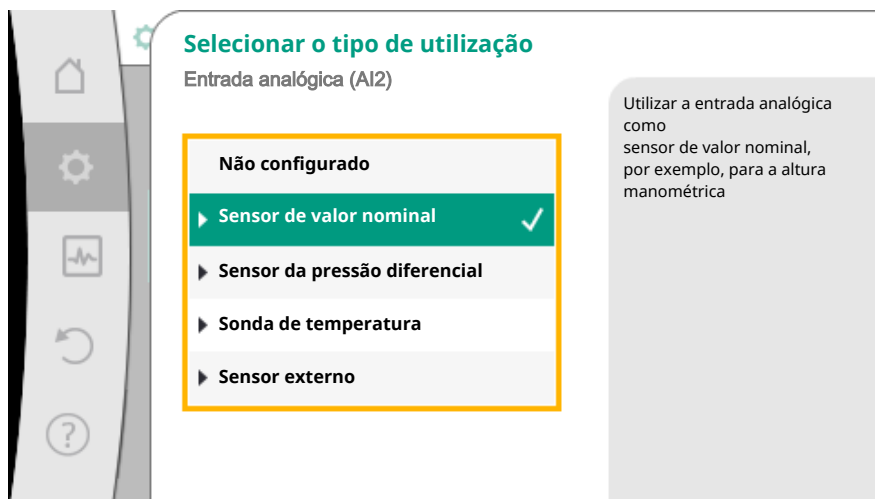 Selecionar o tipo de utilização
Entrada analógica (AI2)
Não configurado
Sensor de valor nominal
Sensor da pressão diferencial
Sonda de temperatura
Sensor externo
Utilizar a entrada analógica
como
sensor de valor nominal,
por exemplo, para a altura
manométrica
?